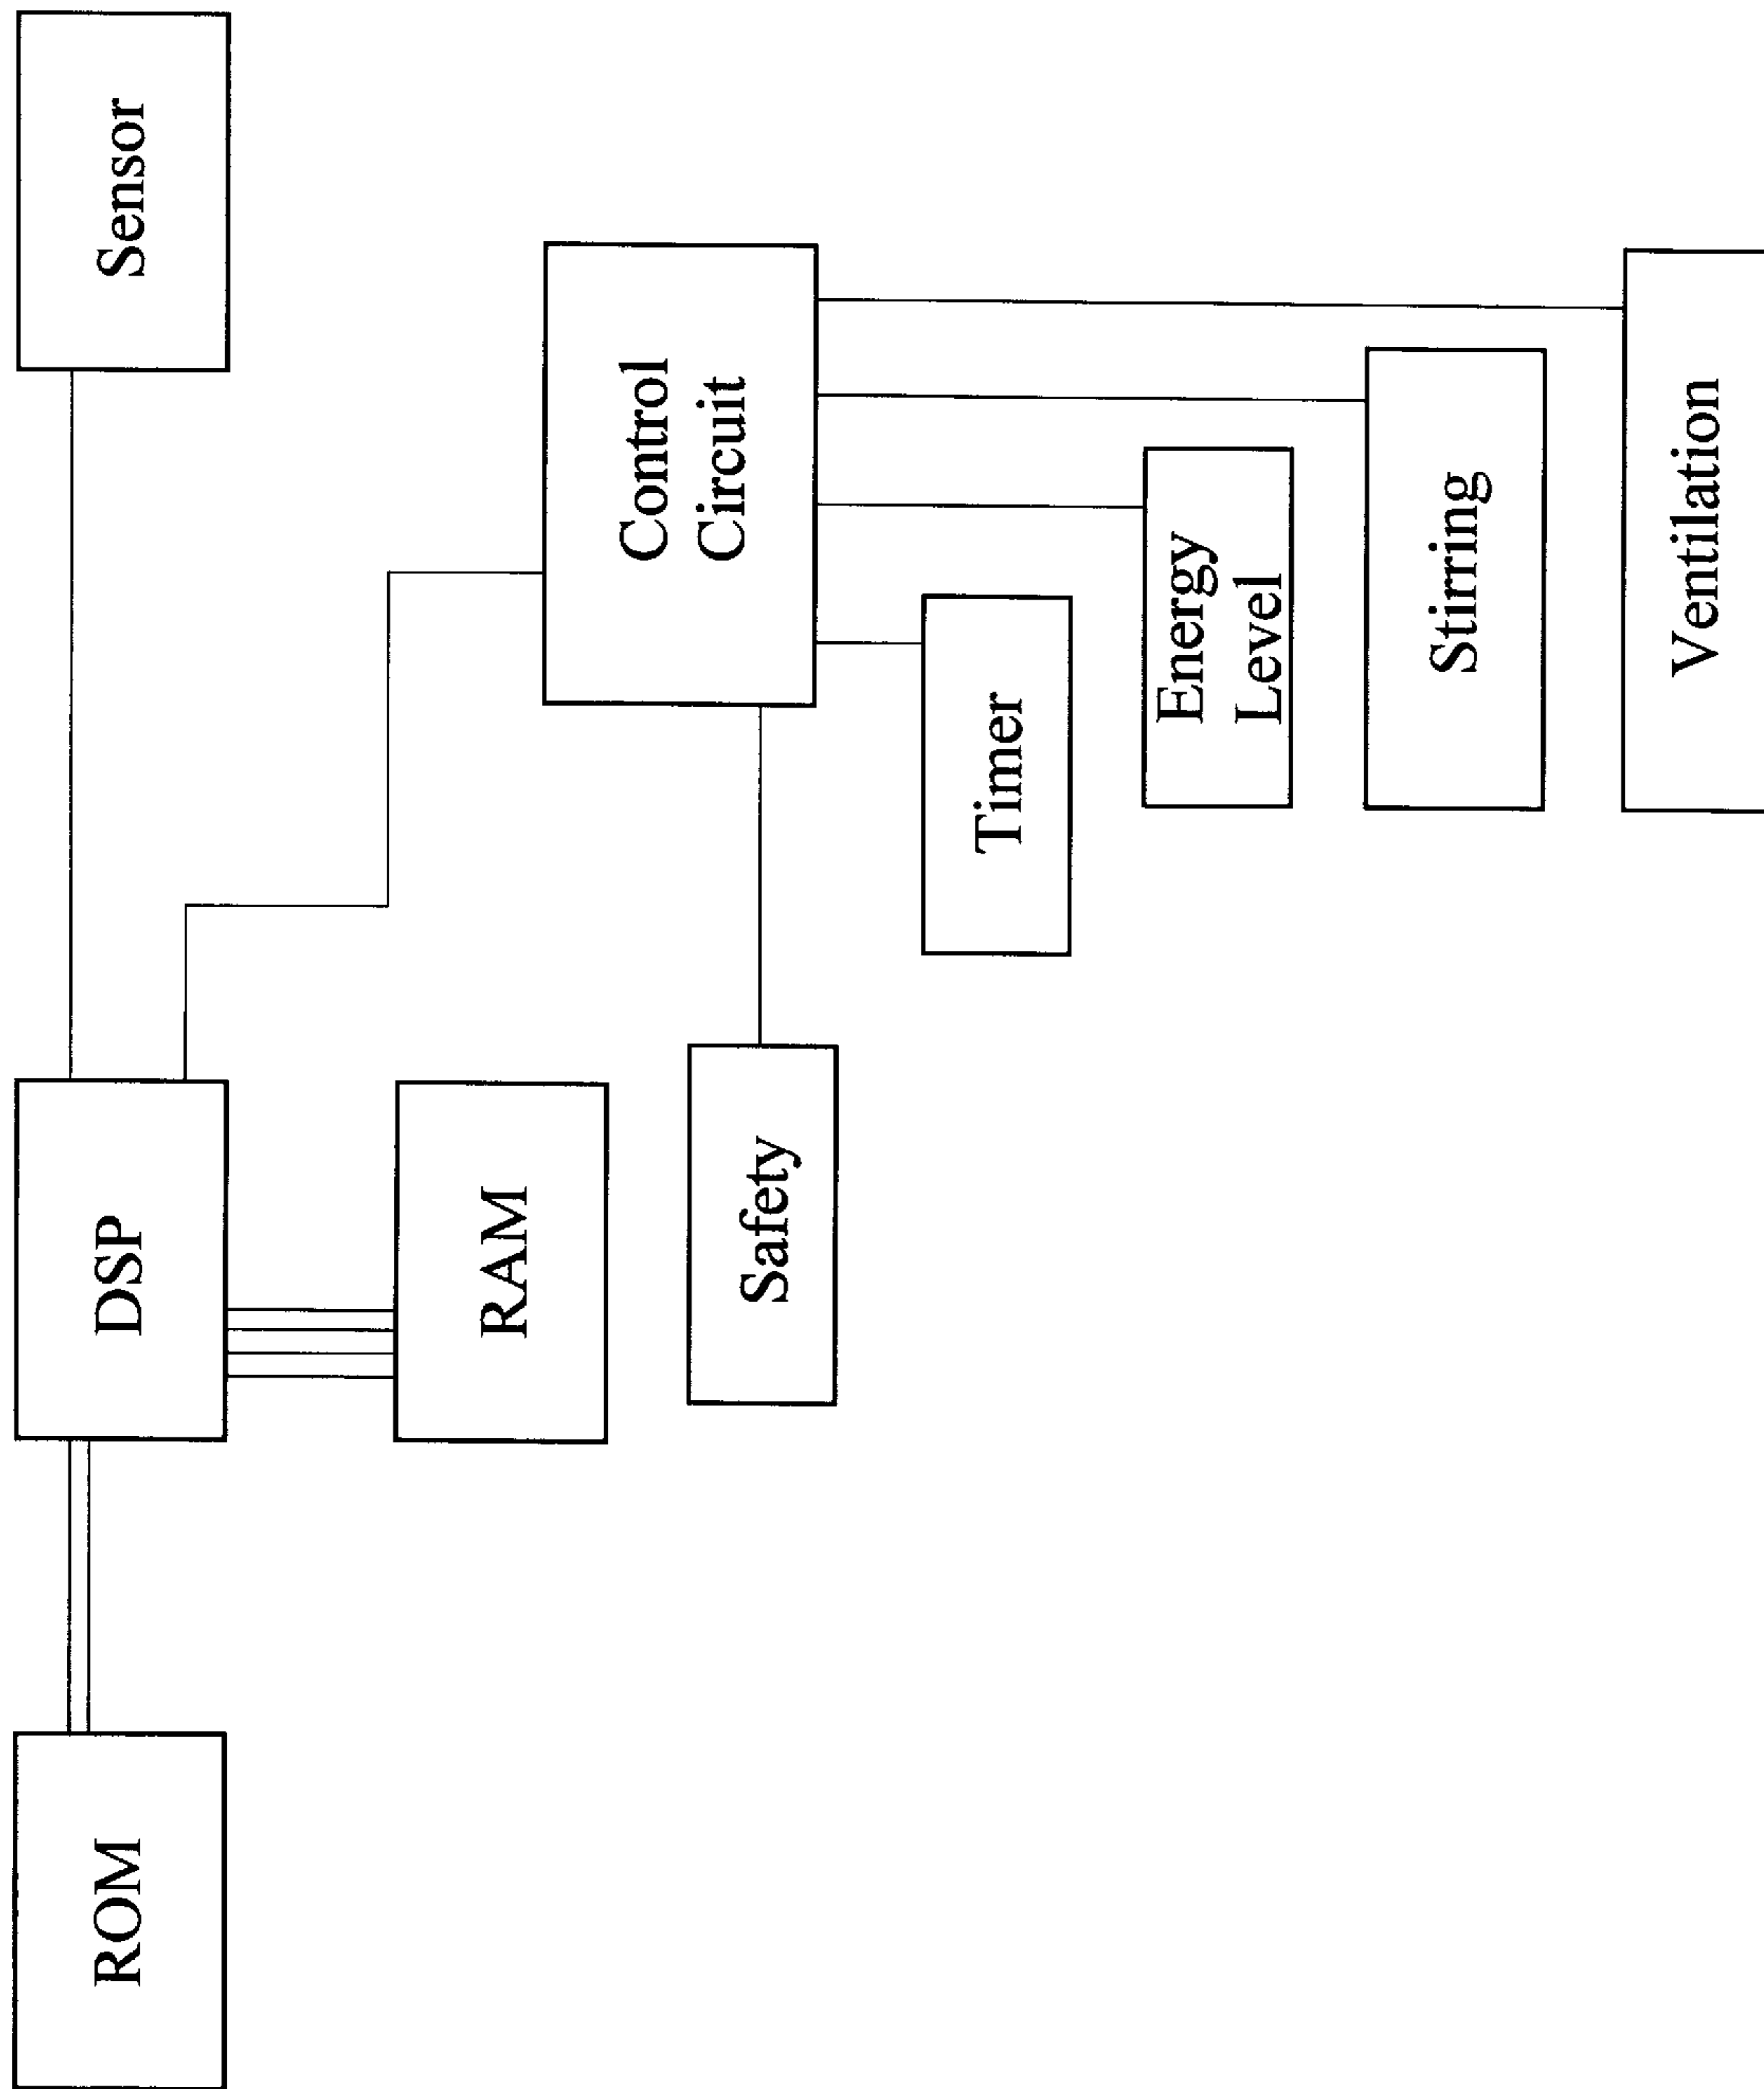 Sensor
DSP
ROM
RAM
Control
Circuit
Safety
Timer
Energy
Level
Stirring
Ventilation